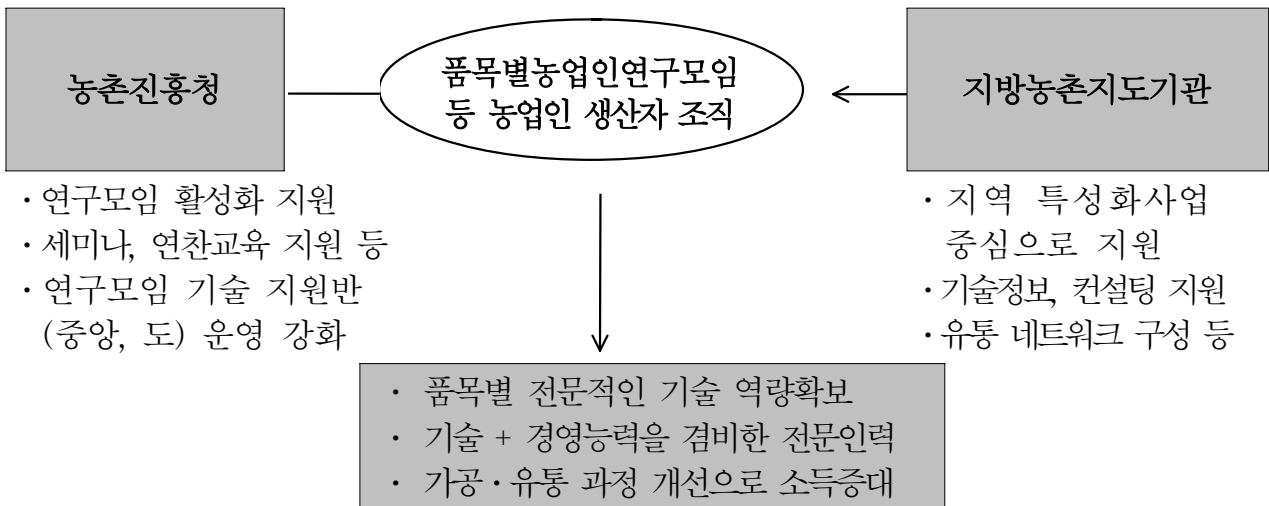 농촌진흥청
품목별농업인연구모임
등 농업인 생산자 조직
지방농촌지도기관
· 연구모임 활성화 지원
· 세미나, 연찬교육 지원 등
· 연구모임 기술 지원반
(중앙, 도) 운영 강화
· 지역 특성화사업
중심으로 지원
· 기술정보, 컨설팅 지원
· 유통 네트워크 구성 등
· 품목별 전문적인 기술 역량확보
· 기술 + 경영능력을 겸비한 전문인력
· 가공 · 유통 과정 개선으로 소득증대